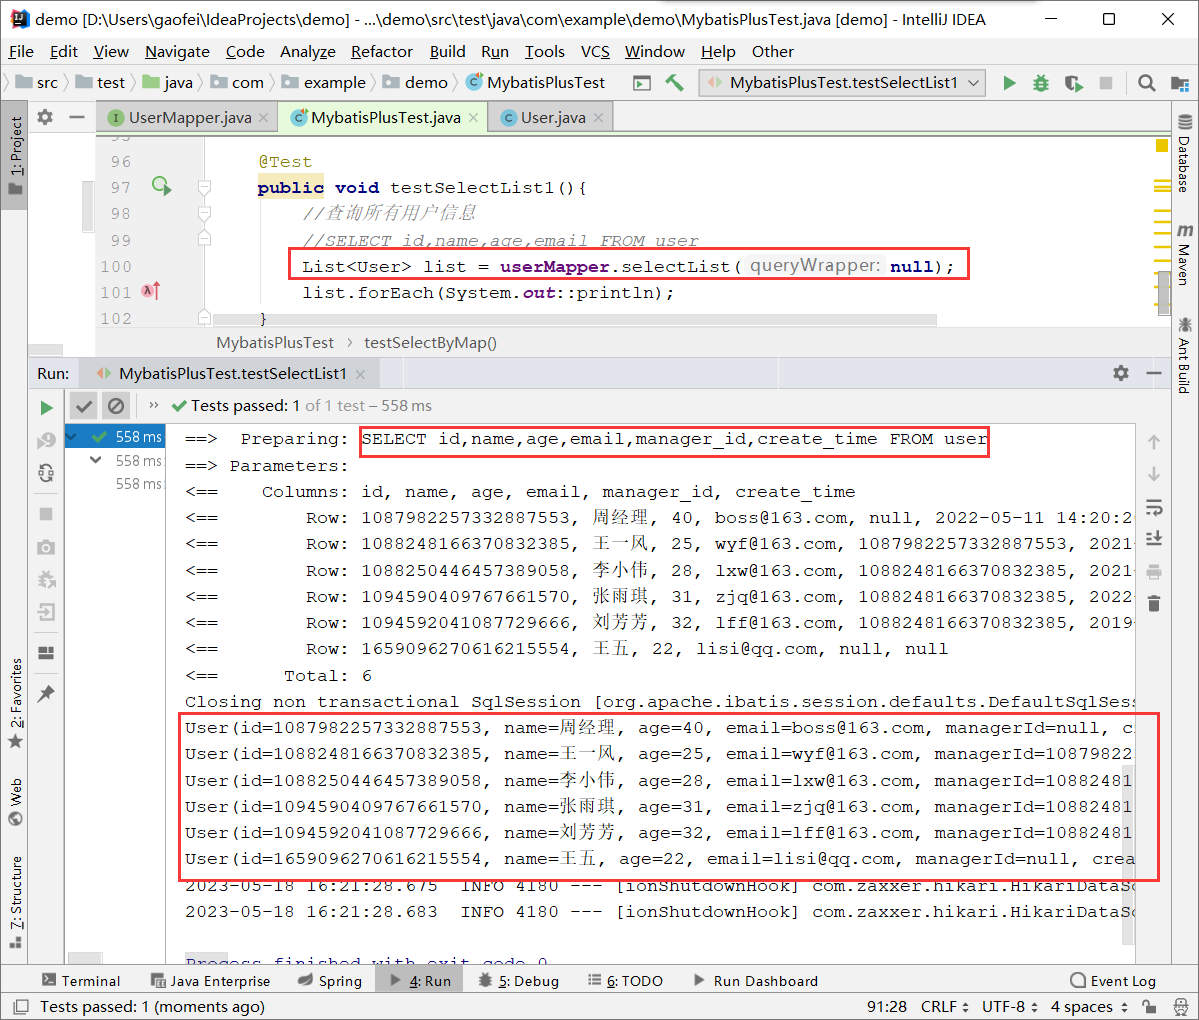 demo [D:\Users\gaofei\IdeaProjects\demo] - ...\demo\src\test\java\com\example\demo\MybatisPlusTest.java [demo] - IntelliJ IDEA
File Edit View Navigate Code Analyze Refactor Build Run Tools VCS Window Help Other
src test java com example demo MybatisPlusTest MybatisPlusTest.testSelectList1
1: Project
UserMapper.java MybatisPlusTest.java User.java
95
96 @Test
97 public void testSelectList1(){
98 //查询所有用户信息
99 //SELECT id,name,age,email FROM user
100 List<User> list = userMapper.selectList( queryWrapper: null);
101 list.forEach(System.out::println);
102 }
MybatisPlusTest > testSelectByMap()
Database
Maven
Ant Build
Run: MybatisPlusTest.testSelectList1
Tests passed: 1 of 1 test – 558 ms
558 ms
558 ms
558 ms
==>  Preparing: SELECT id,name,age,email,manager_id,create_time FROM user
==> Parameters:
<==    Columns: id, name, age, email, manager_id, create_time
<==        Row: 1087982257332887553, 周经理, 40, boss@163.com, null, 2022-05-11 14:20:2
<==        Row: 1088248166370832385, 王一风, 25, wyf@163.com, 1087982257332887553, 2021-
<==        Row: 1088250446457389058, 李小伟, 28, lxw@163.com, 1088248166370832385, 2021-
<==        Row: 1094590409767661570, 张雨琪, 31, zjq@163.com, 1088248166370832385, 2022-
<==        Row: 1094592041087729666, 刘芳芳, 32, lff@163.com, 1088248166370832385, 2019-
<==        Row: 1659096270616215554, 王五, 22, lisi@qq.com, null, null
<==      Total: 6
Closing non transactional SqlSession [org.apache.ibatis.session.defaults.DefaultSqlSes
User(id=1087982257332887553, name=周经理, age=40, email=boss@163.com, managerId=null, c
User(id=1088248166370832385, name=王一风, age=25, email=wyf@163.com, managerId=10879822
User(id=1088250446457389058, name=李小伟, age=28, email=lxw@163.com, managerId=10882481
User(id=1094590409767661570, name=张雨琪, age=31, email=zjq@163.com, managerId=10882481
User(id=1094592041087729666, name=刘芳芳, age=32, email=lff@163.com, managerId=10882481
User(id=1659096270616215554, name=王五, age=22, email=lisi@qq.com, managerId=null, crea
2023-05-18 16:21:28.675  INFO 4180 --- [ionShutdownHook] com.zaxxer.hikari.HikariDataSo
2023-05-18 16:21:28.683  INFO 4180 --- [ionShutdownHook] com.zaxxer.hikari.HikariDataSo
Process finished with exit code 0
2: Favorites
Web
7: Structure
Terminal Java Enterprise Spring 4: Run 5: Debug 6: TODO Run Dashboard Event Log
Tests passed: 1 (moments ago) 91:28 CRLF UTF-8 4 spaces